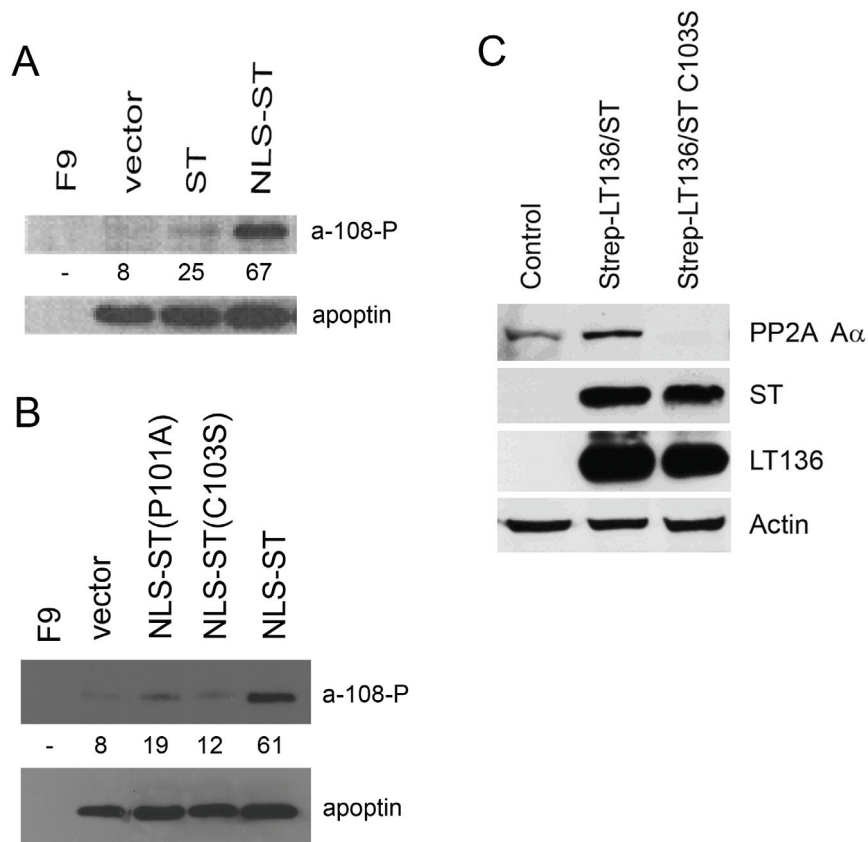 A
F9
vector
ST
NLS-ST
a-108-P
- 8 25 67
apoptin
B
F9
vector
NLS-ST(P101A)
NLS-ST(C103S)
NLS-ST
a-108-P
- 8 19 12 61
apoptin
C
Control
Strep-LT136/ST
Strep-LT136/ST C103S
PP2A Aα
ST
LT136
Actin